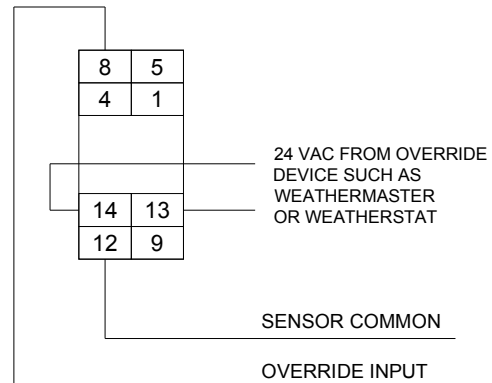 8 5
4 1
24 VAC FROM OVERRIDE
DEVICE SUCH AS
WEATHERMASTER
OR WEATHERSTAT
14 13
12 9
SENSOR COMMON
OVERRIDE INPUT